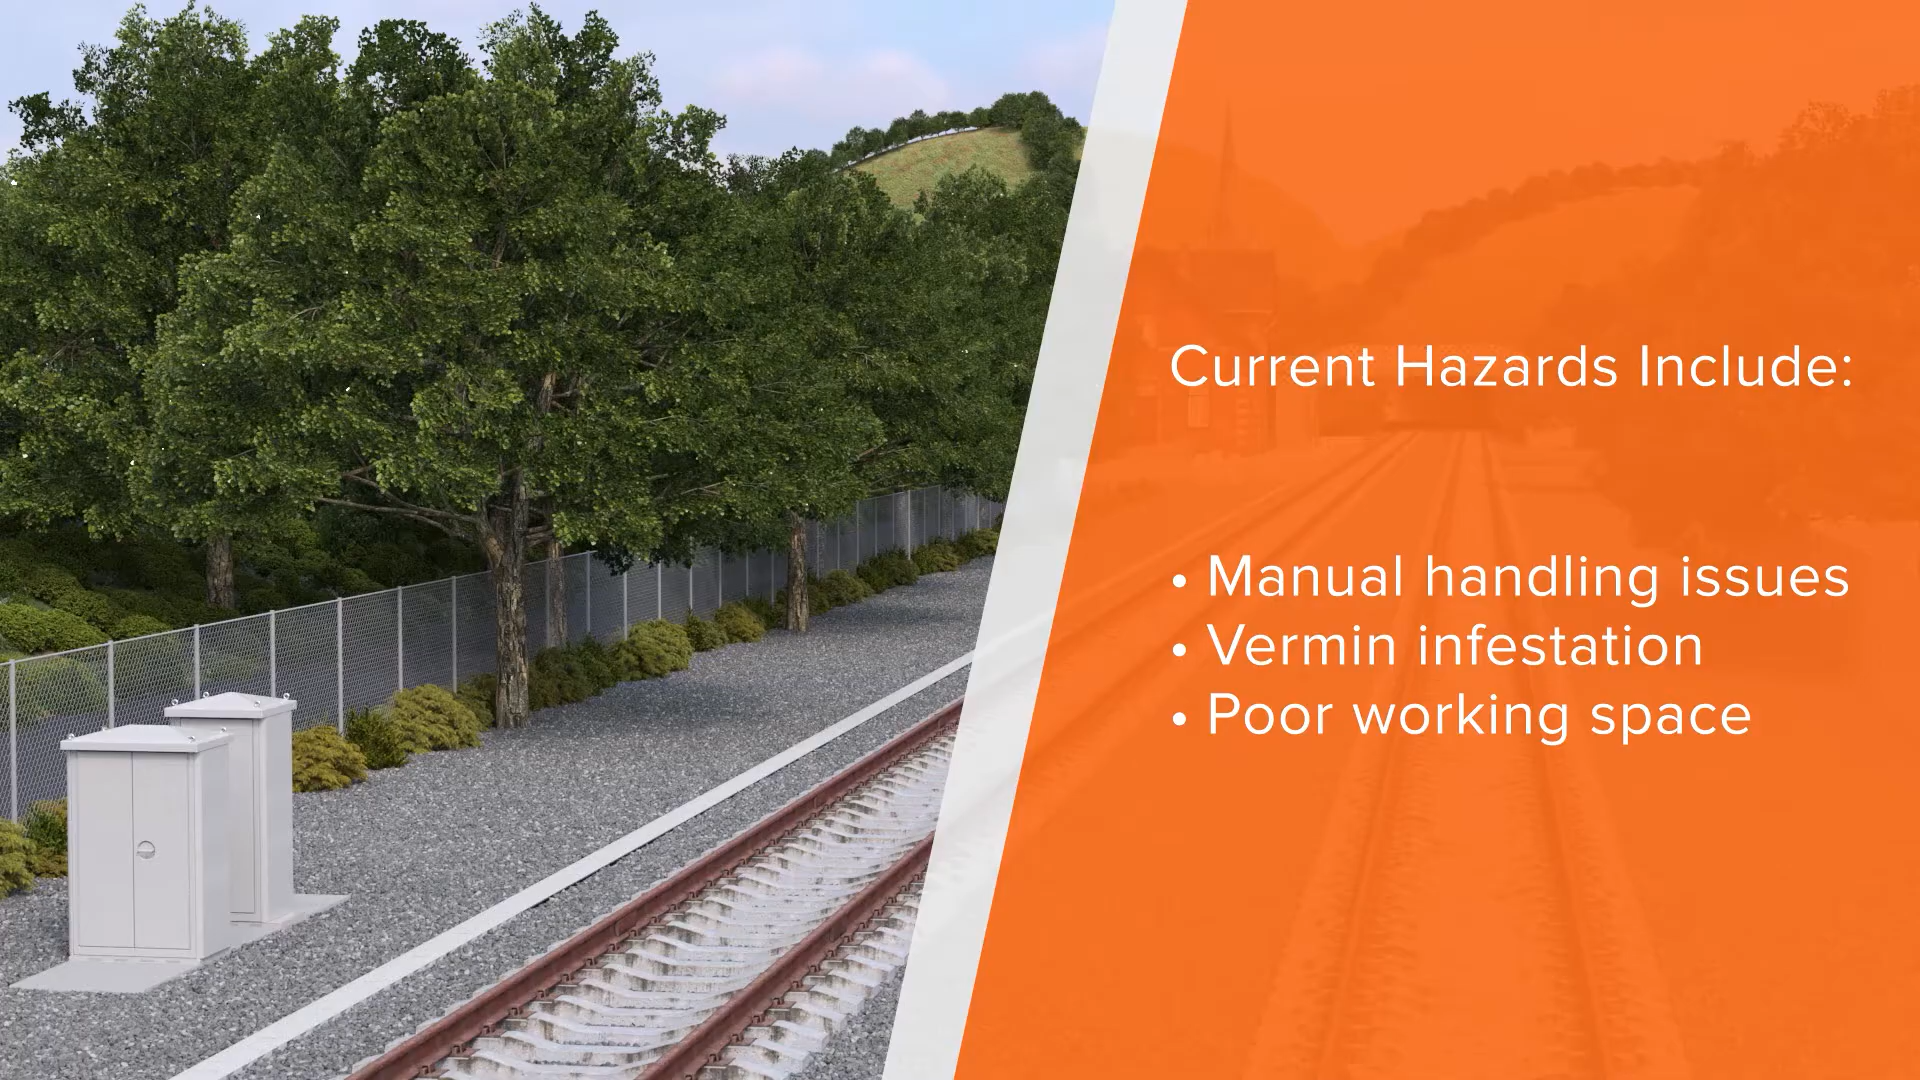 Current Hazards Include:
• Manual handling issues
• Vermin infestation
• Poor working space